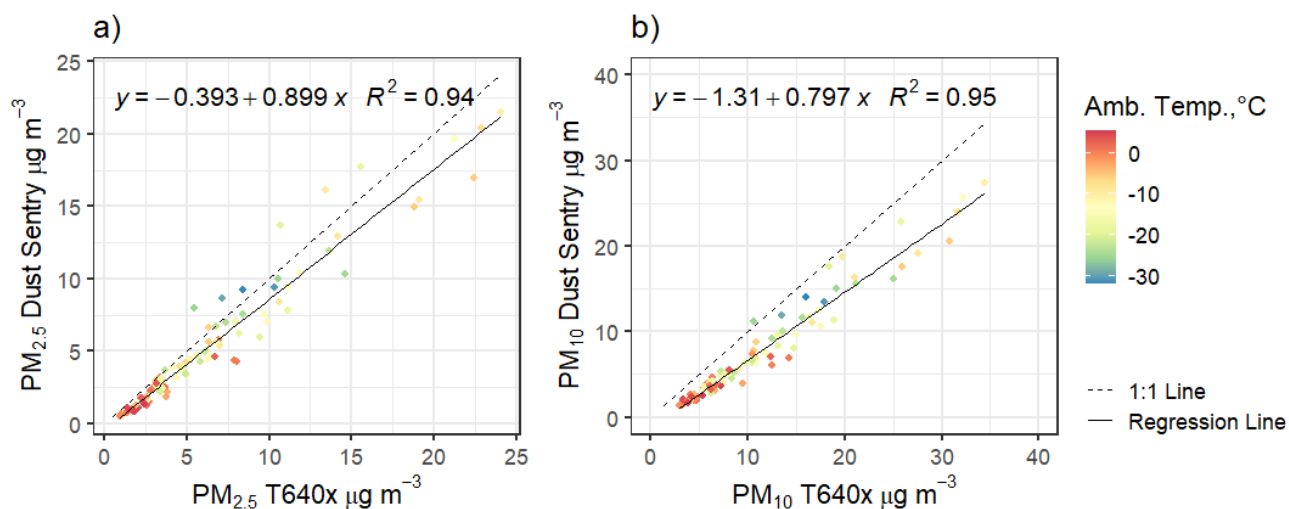 a)
PM2.5 Dust Sentry μg m⁻³
25
20
15
10
5
0
y = −0.393 + 0.899 x R² = 0.94
0 5 10 15 20 25
PM2.5 T640x μg m⁻³
b)
PM10 Dust Sentry μg m⁻³
40
30
20
10
0
y = −1.31 + 0.797 x R² = 0.95
0 10 20 30 40
PM10 T640x μg m⁻³
Amb. Temp.,°C
0
-10
-20
-30
1:1 Line
Regression Line